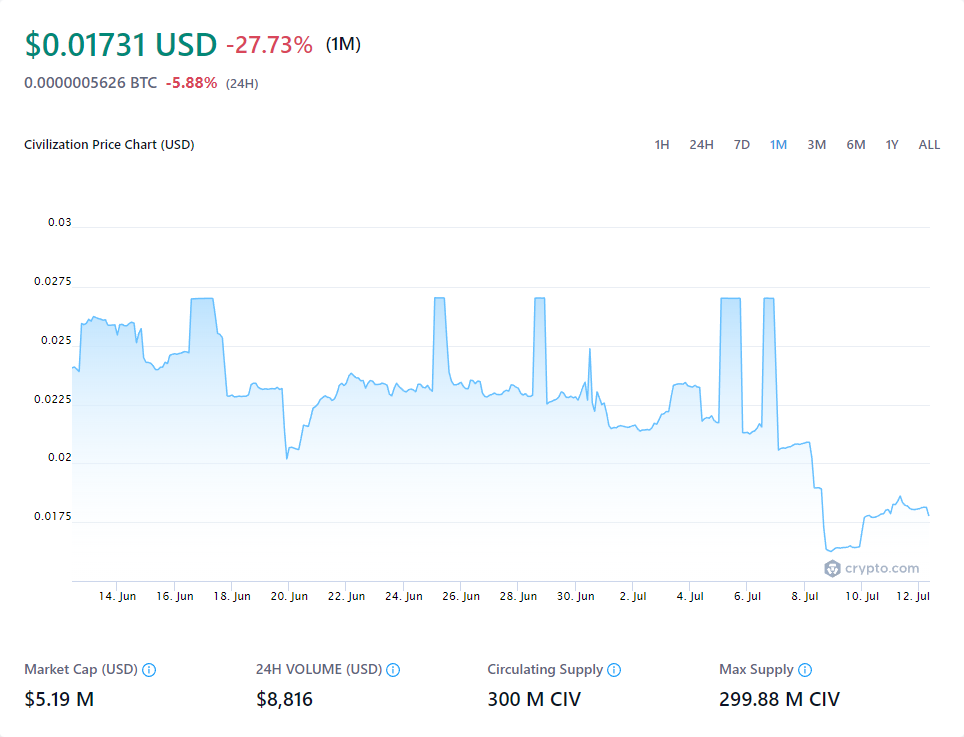 $0.01731 USD -27.73% (1M)
0.0000005626 BTC -5.88% (24H)
Civilization Price Chart (USD) 1H 24H 7D 1M 3M 6M 1Y ALL
0.03
0.0275
0.025
0.0225
0.02
0.0175
crypto.com
14. Jun 16. Jun 18. Jun 20. Jun 22. Jun 24. Jun 26. Jun 28. Jun 30. Jun 2. Jul 4. Jul 6. Jul 8. Jul 10. Jul 12. Jul
Market Cap (USD) 24H VOLUME (USD) Circulating Supply Max Supply
$5.19 M $8,816 300 M CIV 299.88 M CIV